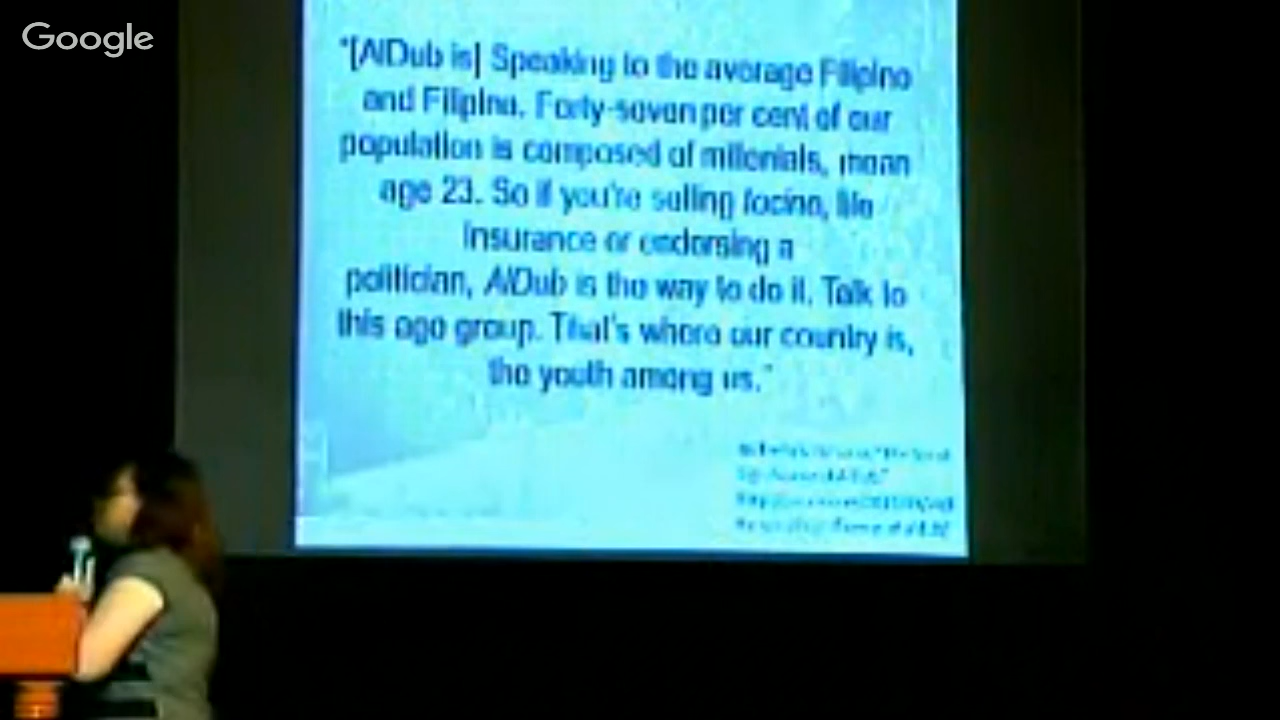 Google
"[AlDub is] Speaking to the average Filipino
and Filipina. Forty-seven per cent of our
population is composed of millenials, mean
age 23. So if you're selling tocino, life
insurance or endorsing a
politician, AlDub is the way to do it. Talk to
this age group. That's where our country is,
the youth among us."